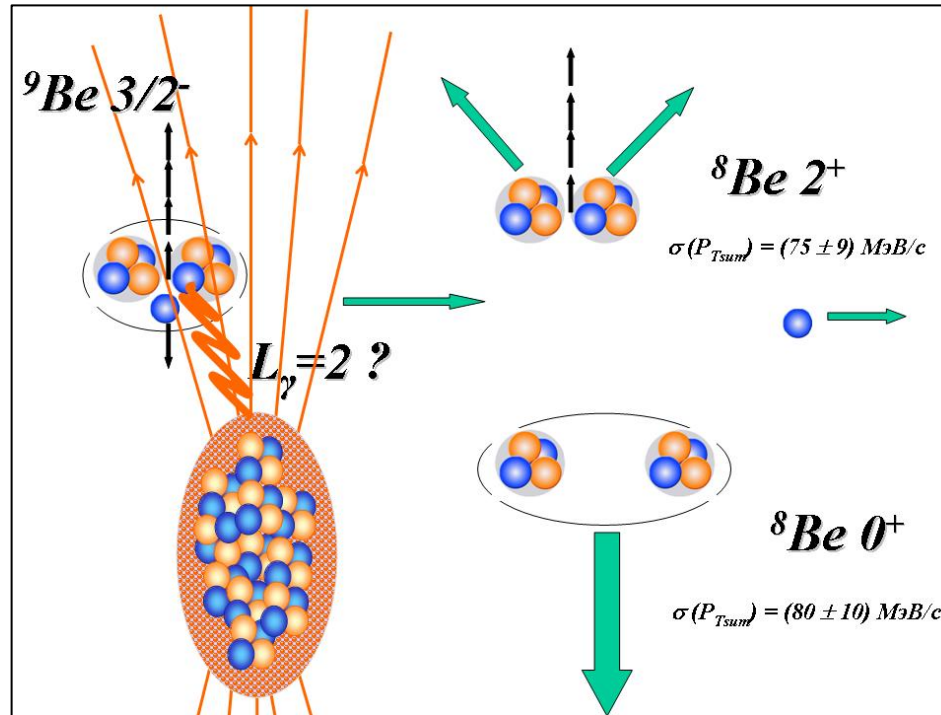 ⁹Be 3/2⁻
L_γ=2 ?
⁸Be 2⁺
σ (P_Tsum) = (75 ± 9) МэВ/c
⁸Be 0⁺
σ (P_Tsum) = (80 ± 10) МэВ/c